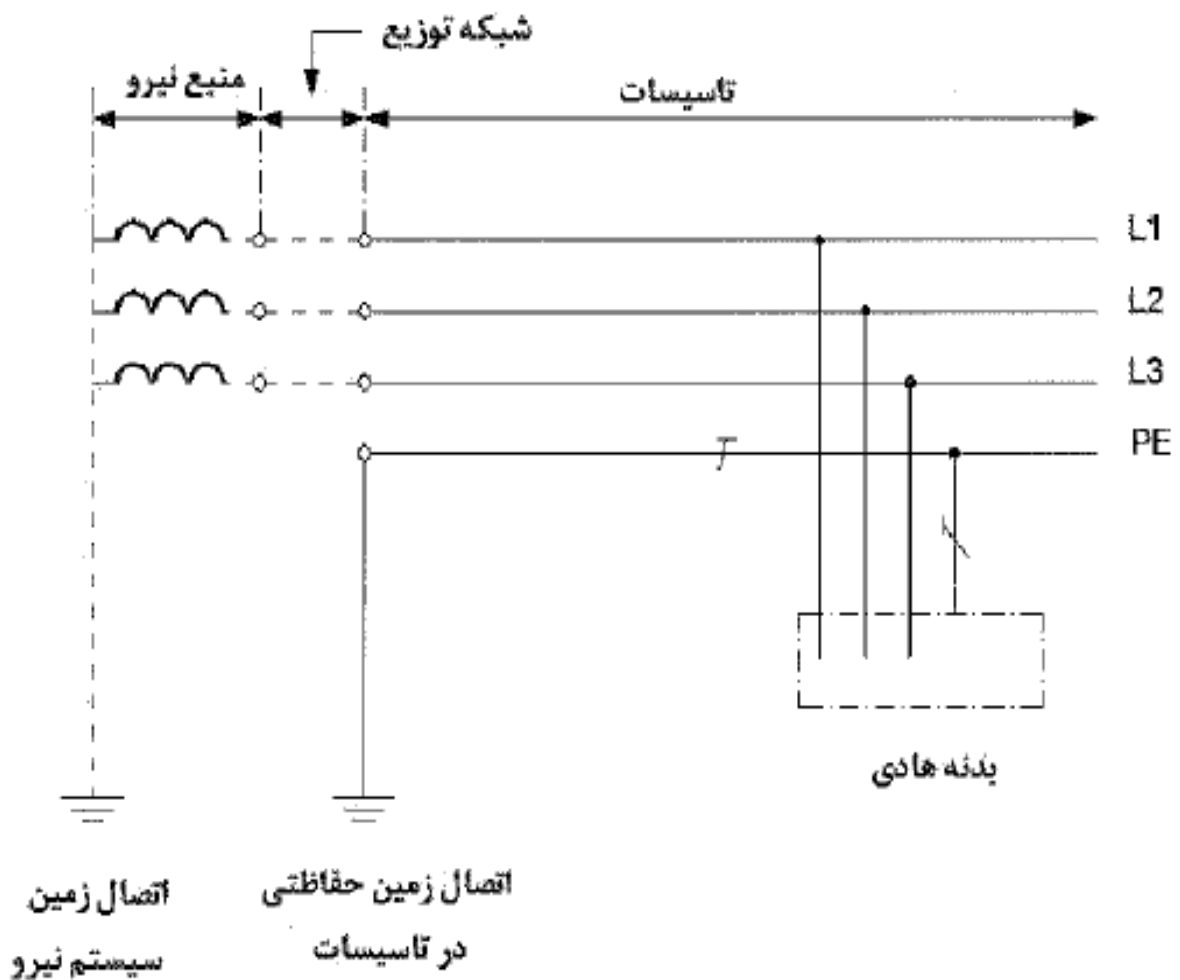 شبکه توزیع
منبع نیرو
تاسیسات
L1
L2
L3
PE
بدنه هادی
اتصال زمین حفاظتی
در تاسیسات
اتصال زمین
سیستم نیرو